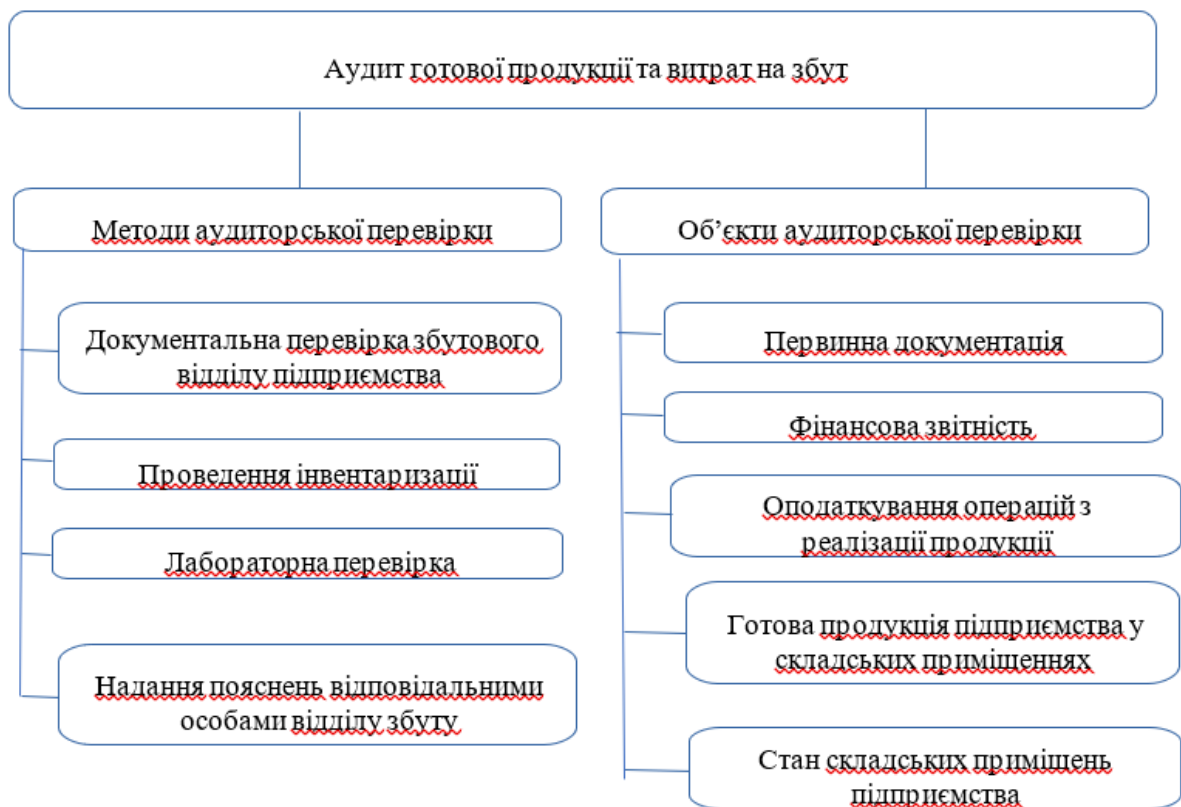 Аудит готової продукції та витрат на збут
Методи аудиторської перевірки
Документальна перевірка збутового
відділу підприємства
Проведення інвентаризації
Лабораторна перевірка
Надання пояснень відповідальними
особами відділу збуту
Об’єкти аудиторської перевірки
Первинна документація
Фінансова звітність
Оподаткування операцій з
реалізації продукції
Готова продукція підприємства у
складських приміщеннях
Стан складських приміщень
підприємства